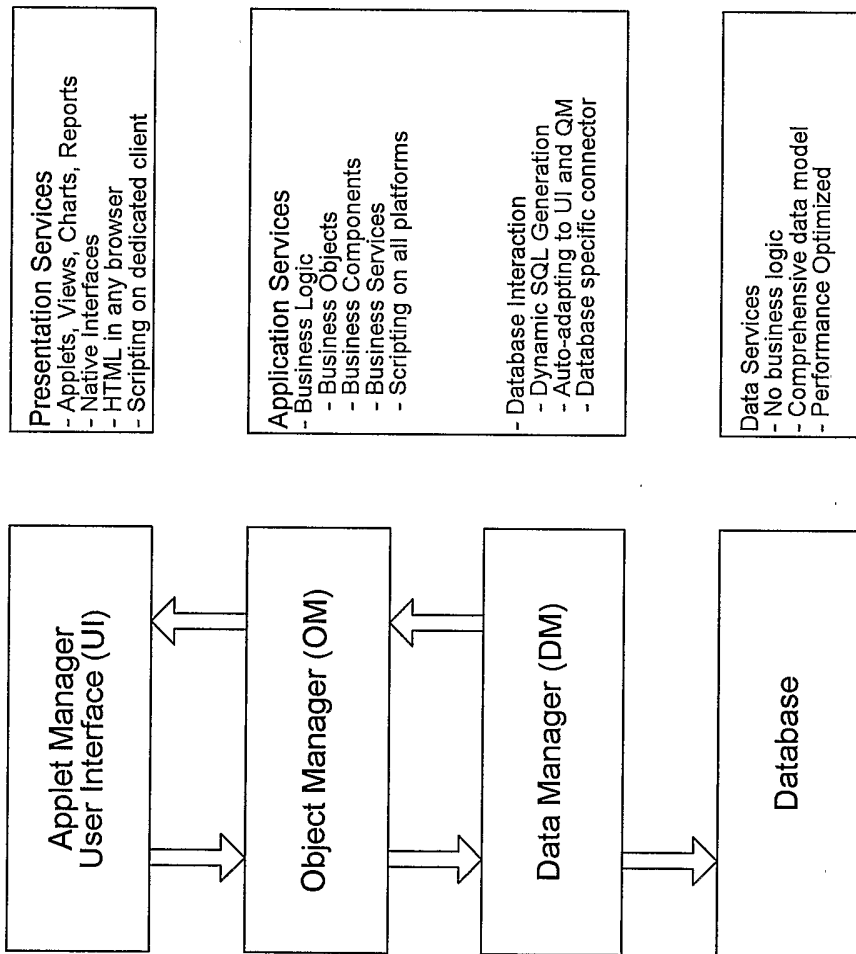 Applet Manager
User Interface (UI)
Presentation Services
- Applets, Views, Charts, Reports
- Native Interfaces
- HTML in any browser
- Scripting on dedicated client
Object Manager (OM)
Application Services
- Business Logic
- Business Objects
- Business Components
- Business Services
- Scripting on all platforms
Data Manager (DM)
- Database Interaction
- Dynamic SQL Generation
- Auto-adapting to UI and QM
- Database specific connector
Database
Data Services
- No business logic
- Comprehensive data model
- Performance Optimized